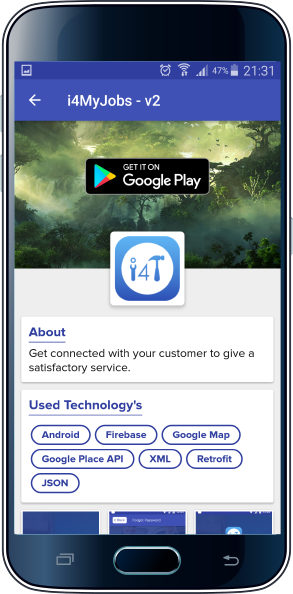 47% 21:31
i4MyJobs - v2
GET IT ON
Google Play
i4T
About
Get connected with your customer to give a
satisfactory service.
Used Technology's
Android Firebase Google Map
Google Place API XML Retrofit
JSON